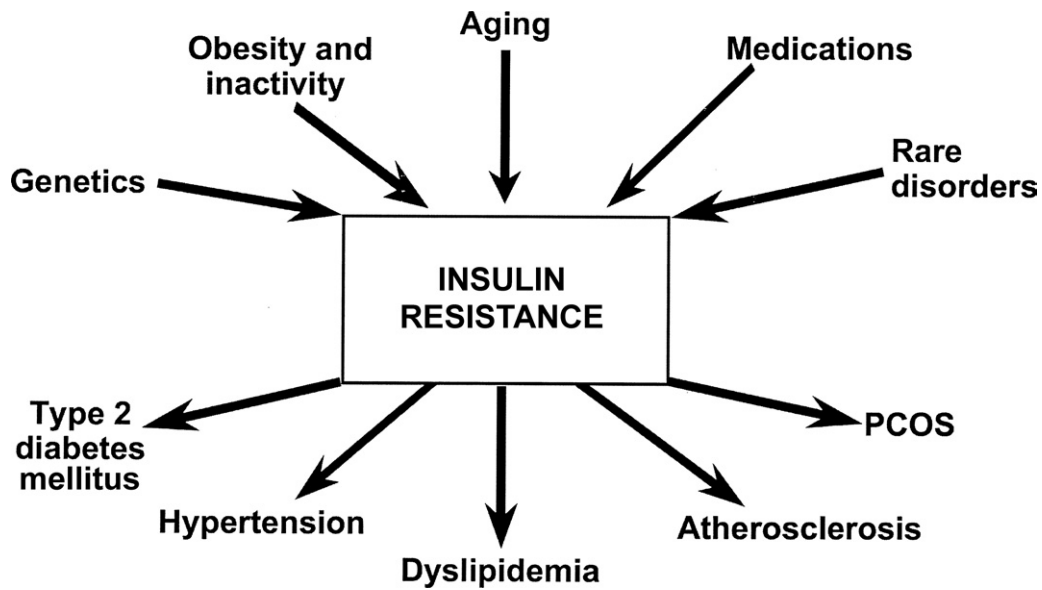 Aging
Obesity and
inactivity
Medications
Genetics
Rare
disorders
INSULIN
RESISTANCE
Type 2
diabetes
mellitus
PCOS
Hypertension
Atherosclerosis
Dyslipidemia